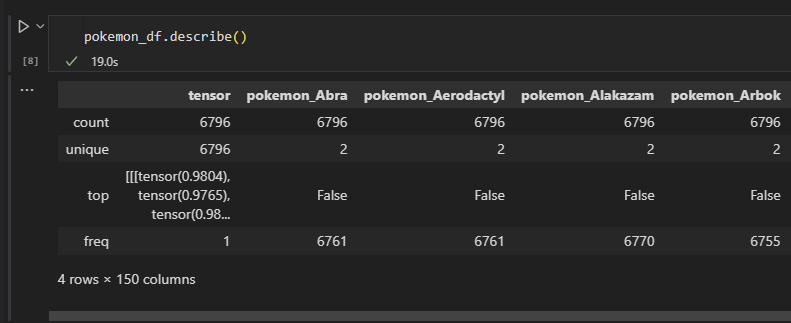 pokemon_df.describe()
[8]
19.0s
...
tensor pokemon_Abra pokemon_Aerodactyl pokemon_Alakazam pokemon_Arbok
count 6796 6796 6796 6796 6796
unique 6796 2 2 2 2
[[[tensor(0.9804),
top tensor(0.9765), False False False False
tensor(0.98...
freq 1 6761 6761 6770 6755
4 rows × 150 columns